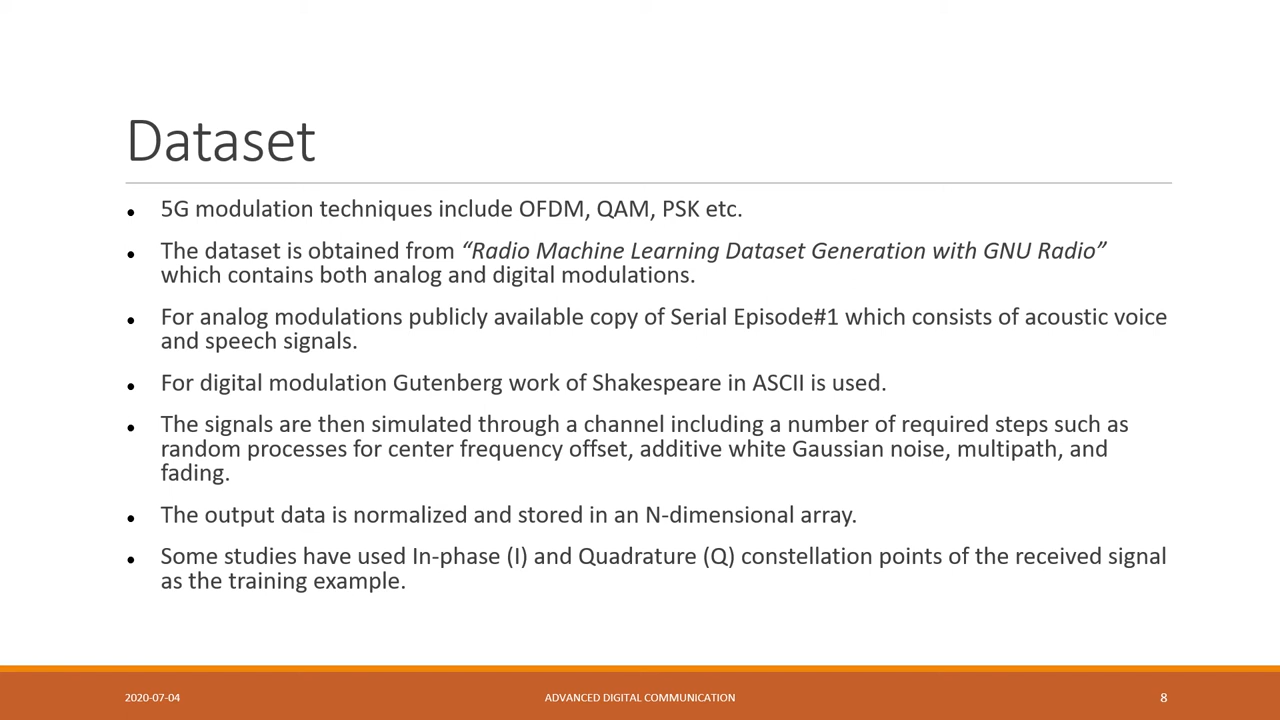 Dataset
5G modulation techniques include OFDM, QAM, PSK etc.
The dataset is obtained from “Radio Machine Learning Dataset Generation with GNU Radio”
which contains both analog and digital modulations.
For analog modulations publicly available copy of Serial Episode#1 which consists of acoustic voice
and speech signals.
For digital modulation Gutenberg work of Shakespeare in ASCII is used.
The signals are then simulated through a channel including a number of required steps such as
random processes for center frequency offset, additive white Gaussian noise, multipath, and
fading.
The output data is normalized and stored in an N-dimensional array.
Some studies have used In-phase (I) and Quadrature (Q) constellation points of the received signal
as the training example.
2020-07-04
ADVANCED DIGITAL COMMUNICATION
8